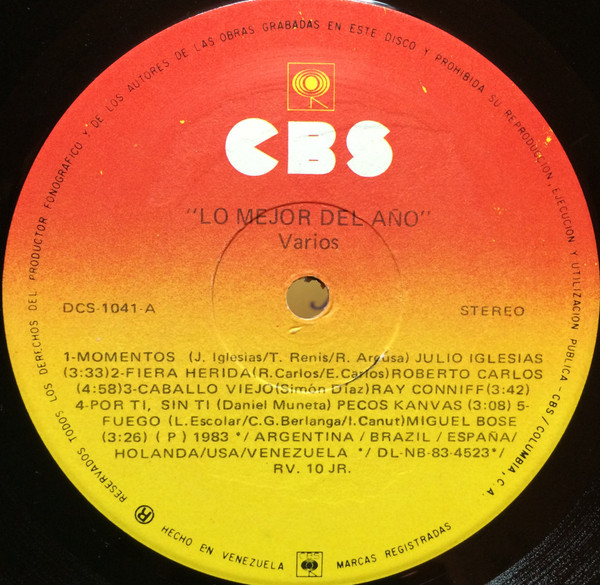 RESERVADOS TODOS LOS DERECHOS DEL PRODUCTOR FONOGRAFICO Y DE LOS AUTORES DE LAS OBRAS GRABADAS EN ESTE DISCO Y PROHIBIDA SU REPRODUCCION, EJECUCION Y UTILIZACION PUBLICA - CBS / COLUMBIA, C.A.
CBS
"LO MEJOR DEL AÑO"
Varios
DCS-1041-A
STEREO
1-MOMENTOS (J. Iglesias/T. Renis/R. Arcusa) JULIO IGLESIAS
(3:33)2-FIERA HERIDA(R.Carlos/E.Carlos)ROBERTO CARLOS
(4:58)3-CABALLO VIEJO(Simón Díaz)RAY CONNIFF(3:42)
4-POR TI, SIN TI (Daniel Muneta) PECOS KANVAS (3:08) 5-
FUEGO (L.Escolar/C.G.Berlanga/I.Canut)MIGUEL BOSE
(3:26) (P) 1983 */ ARGENTINA / BRAZIL / ESPAÑA/
HOLANDA/USA/VENEZUELA */ DL-NB-83-4523*/
RV. 10 JR.
R HECHO EN VENEZUELA CBS MARCAS REGISTRADAS